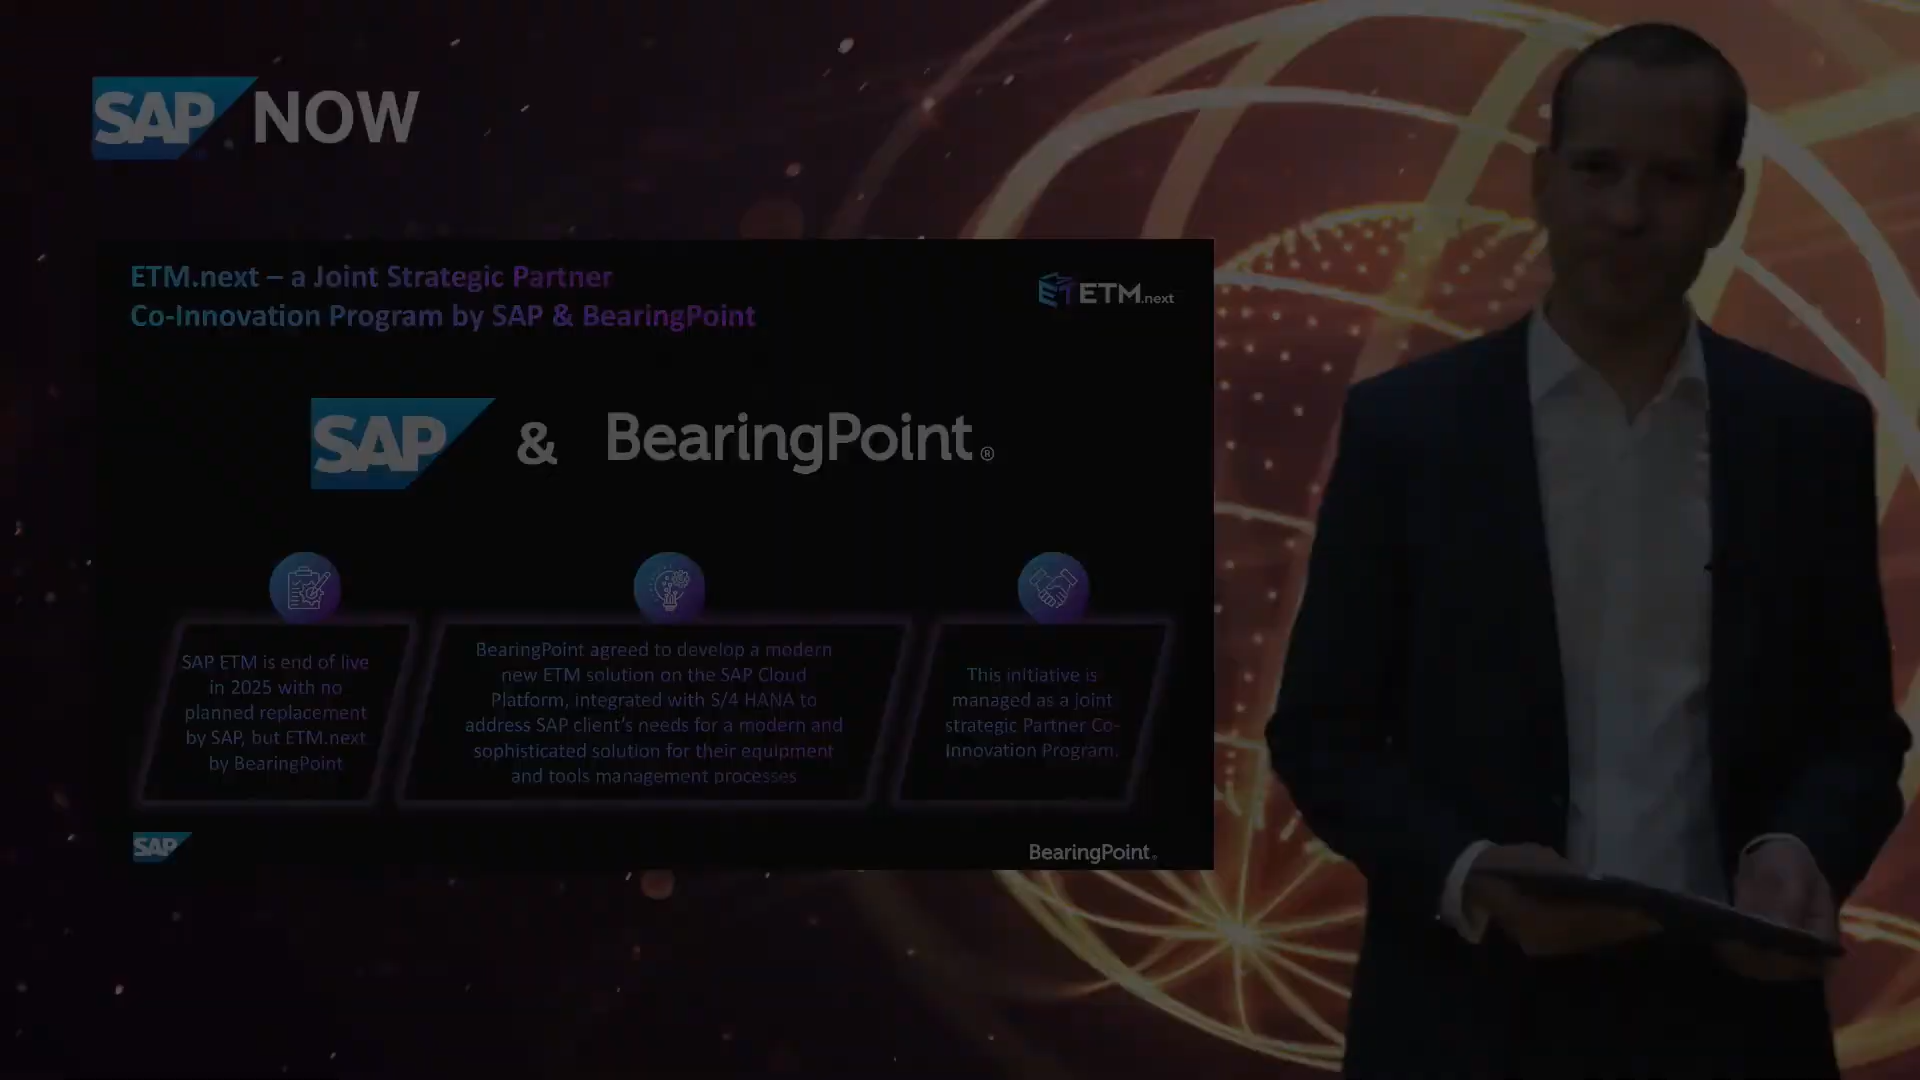 SAP NOW
ETM.next – a Joint Strategic Partner
Co-Innovation Program by SAP & BearingPoint
ETM.next
SAP & BearingPoint®
SAP ETM is end of live
in 2025 with no
planned replacement
by SAP, but ETM.next
by BearingPoint
BearingPoint agreed to develop a modern
new ETM solution on the SAP Cloud
Platform, integrated with S/4 HANA to
address SAP client's needs for a modern and
sophisticated solution for their equipment
and tools management processes
This initiative is
managed as a joint
strategic Partner Co-
Innovation Program.
SAP
BearingPoint®